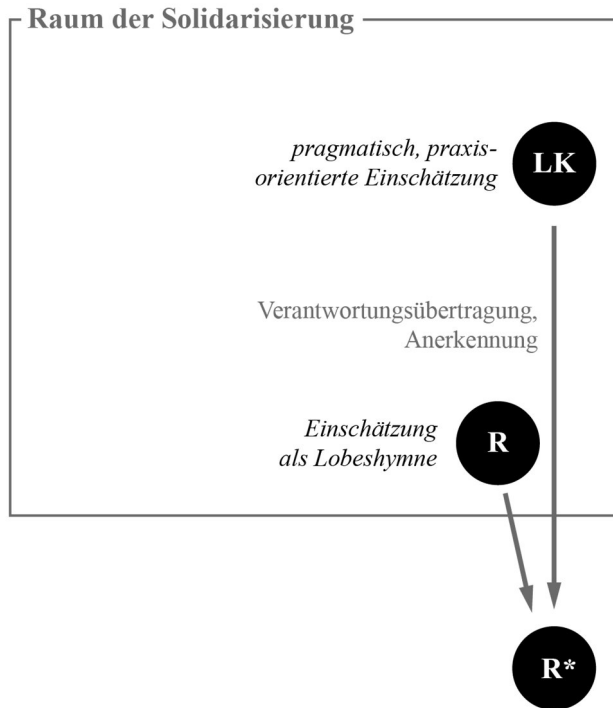 Raum der Solidarisierung
pragmatisch, praxis-
orientierte Einschätzung
LK
Verantwortungsübertragung,
Anerkennung
Einschätzung
als Lobeshymne
R
R*